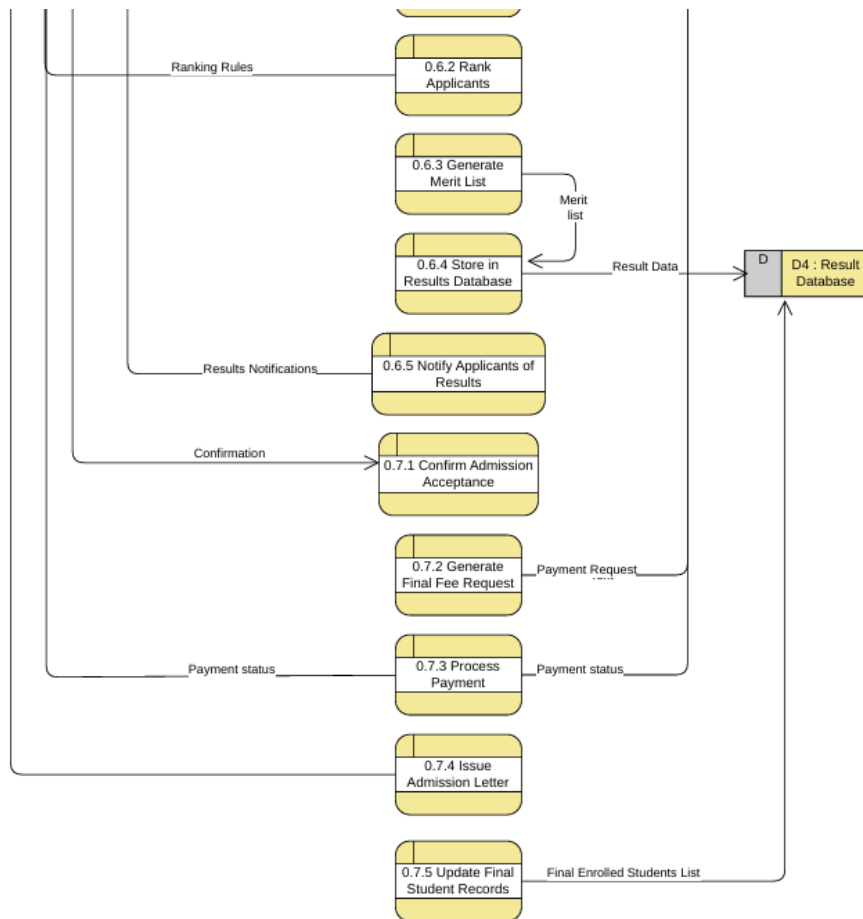 Ranking Rules
0.6.2 Rank
Applicants
0.6.3 Generate
Merit List
Merit
list
0.6.4 Store in
Results Database
Result Data
D
D4 : Result
Database
Results Notifications
0.6.5 Notify Applicants of
Results
Confirmation
0.7.1 Confirm Admission
Acceptance
0.7.2 Generate
Final Fee Request
Payment Request
Payment status
0.7.3 Process
Payment
Payment status
0.7.4 Issue
Admission Letter
0.7.5 Update Final
Student Records
Final Enrolled Students List